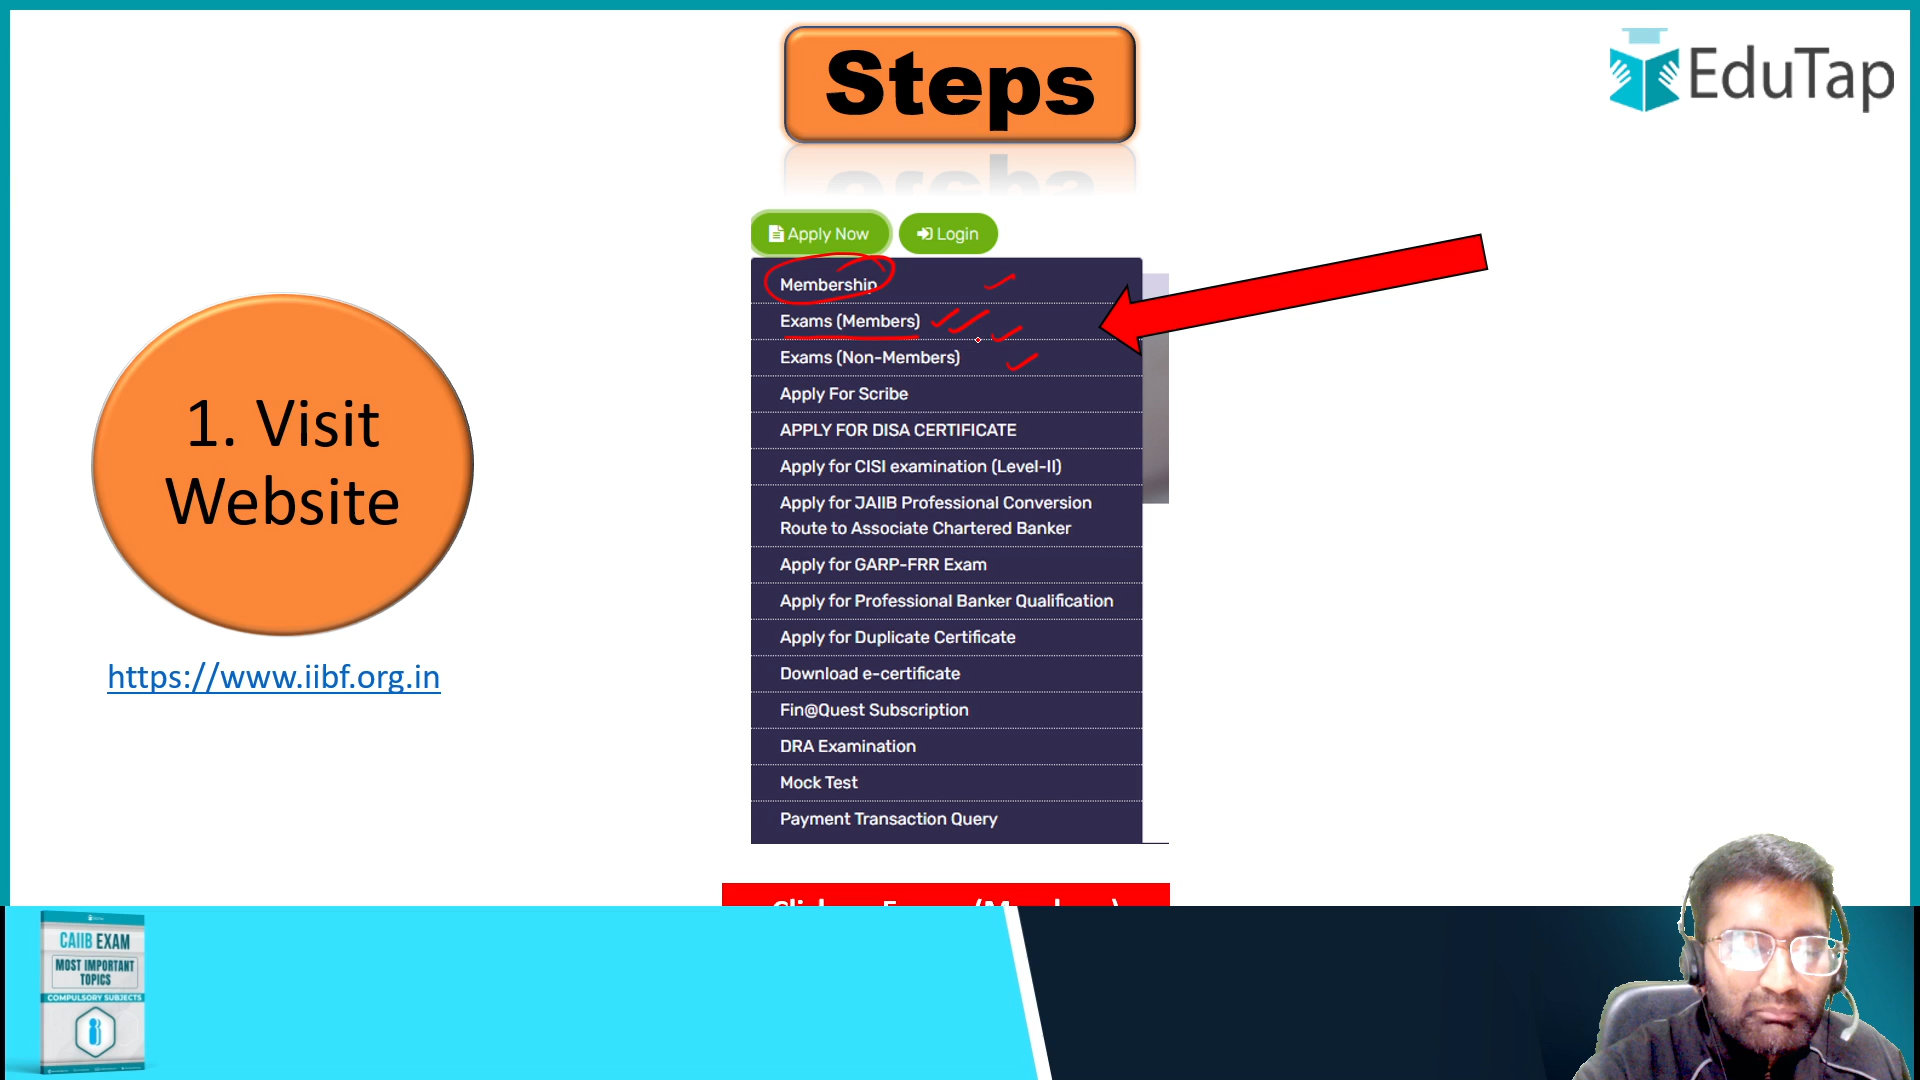 Steps
EduTap
Apply Now
Login
Membership
Exams (Members)
Exams (Non-Members)
Apply For Scribe
APPLY FOR DISA CERTIFICATE
Apply for CISI examination (Level-II)
Apply for JAIIB Professional Conversion
Route to Associate Chartered Banker
Apply for GARP-FRR Exam
Apply for Professional Banker Qualification
Apply for Duplicate Certificate
Download e-certificate
Fin@Quest Subscription
DRA Examination
Mock Test
Payment Transaction Query
1. Visit
Website
https://www.iibf.org.in
CAIIB EXAM
MOST IMPORTANT
TOPICS
COMPULSORY SUBJECTS